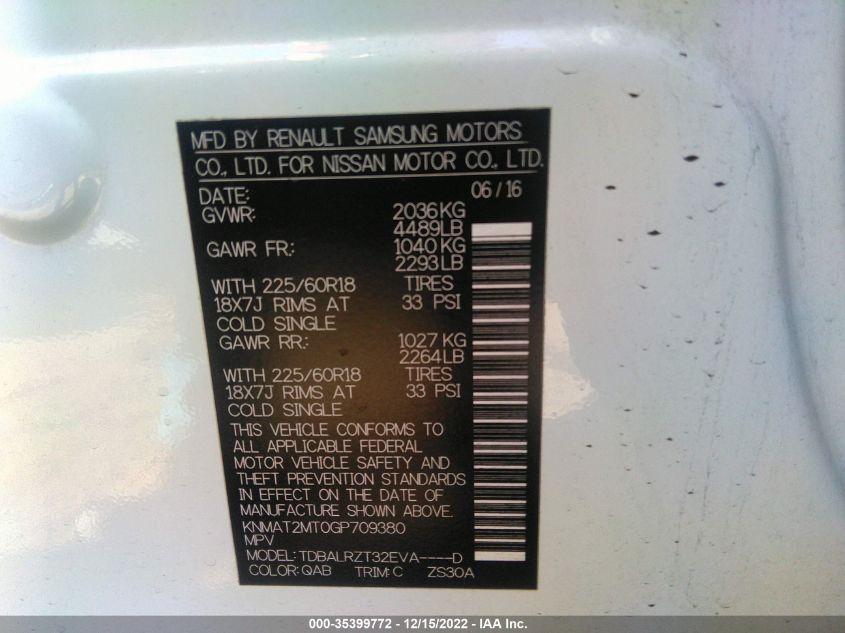 MFD BY RENAULT SAMSUNG MOTORS
CO., LTD. FOR NISSAN MOTOR CO., LTD.
DATE: 06/16
GVWR: 2036KG
4489LB
GAWR FR.: 1040KG
2293LB
WITH 225/60R18 TIRES
18X7J RIMS AT 33 PSI
COLD SINGLE
GAWR RR.: 1027KG
2264LB
WITH 225/60R18 TIRES
18X7J RIMS AT 33 PSI
COLD SINGLE
THIS VEHICLE CONFORMS TO
ALL APPLICABLE FEDERAL
MOTOR VEHICLE SAFETY AND
THEFT PREVENTION STANDARDS
IN EFFECT ON THE DATE OF
MANUFACTURE SHOWN ABOVE.
KNMAT2MT0GP709380
MPV
MODEL: TDBALRZT32EVA----D
COLOR: QAB TRIM: C ZS30A
000-35399772 - 12/15/2022 - IAA Inc.